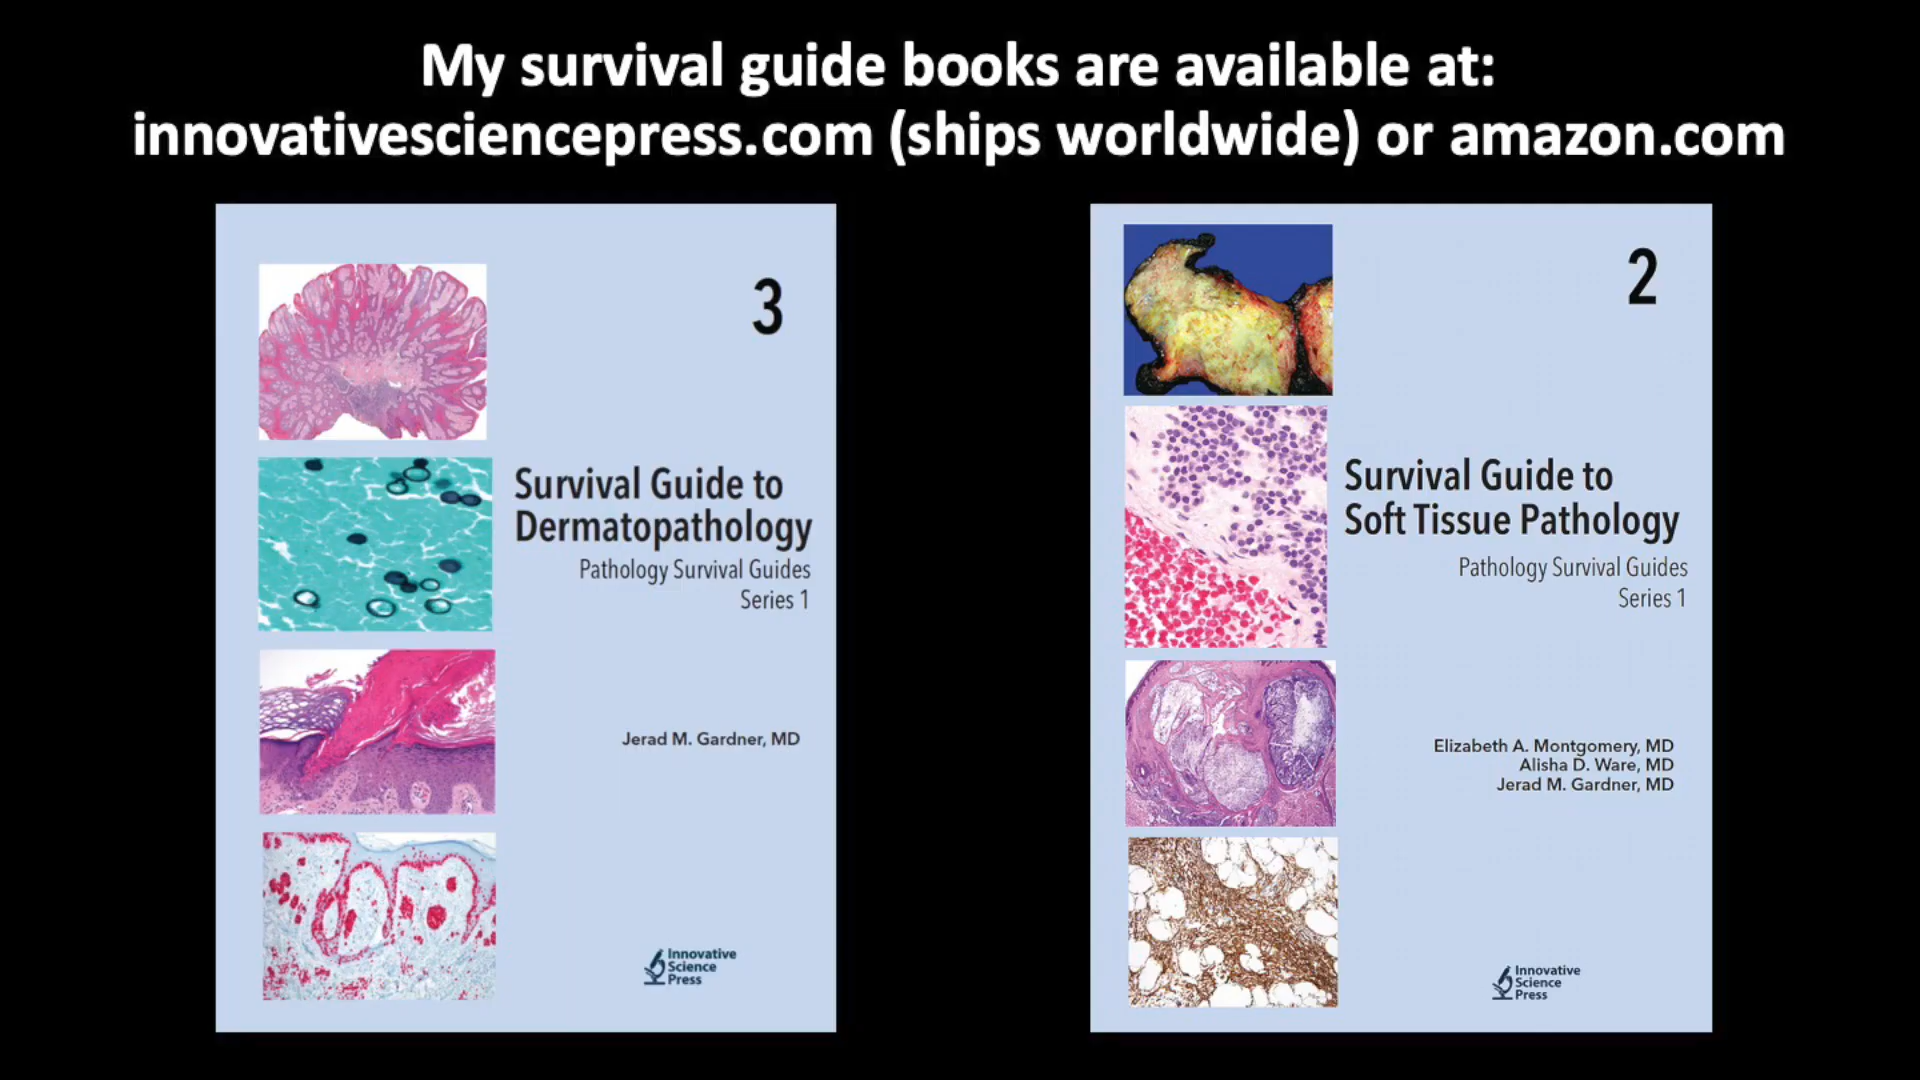 My survival guide books are available at:
innovativesciencepress.com (ships worldwide) or amazon.com
3
Survival Guide to
Dermatopathology
Pathology Survival Guides
Series 1
Jerad M. Gardner, MD
Innovative
Science
Press
2
Survival Guide to
Soft Tissue Pathology
Pathology Survival Guides
Series 1
Elizabeth A. Montgomery, MD
Alisha D. Ware, MD
Jerad M. Gardner, MD
Innovative
Science
Press